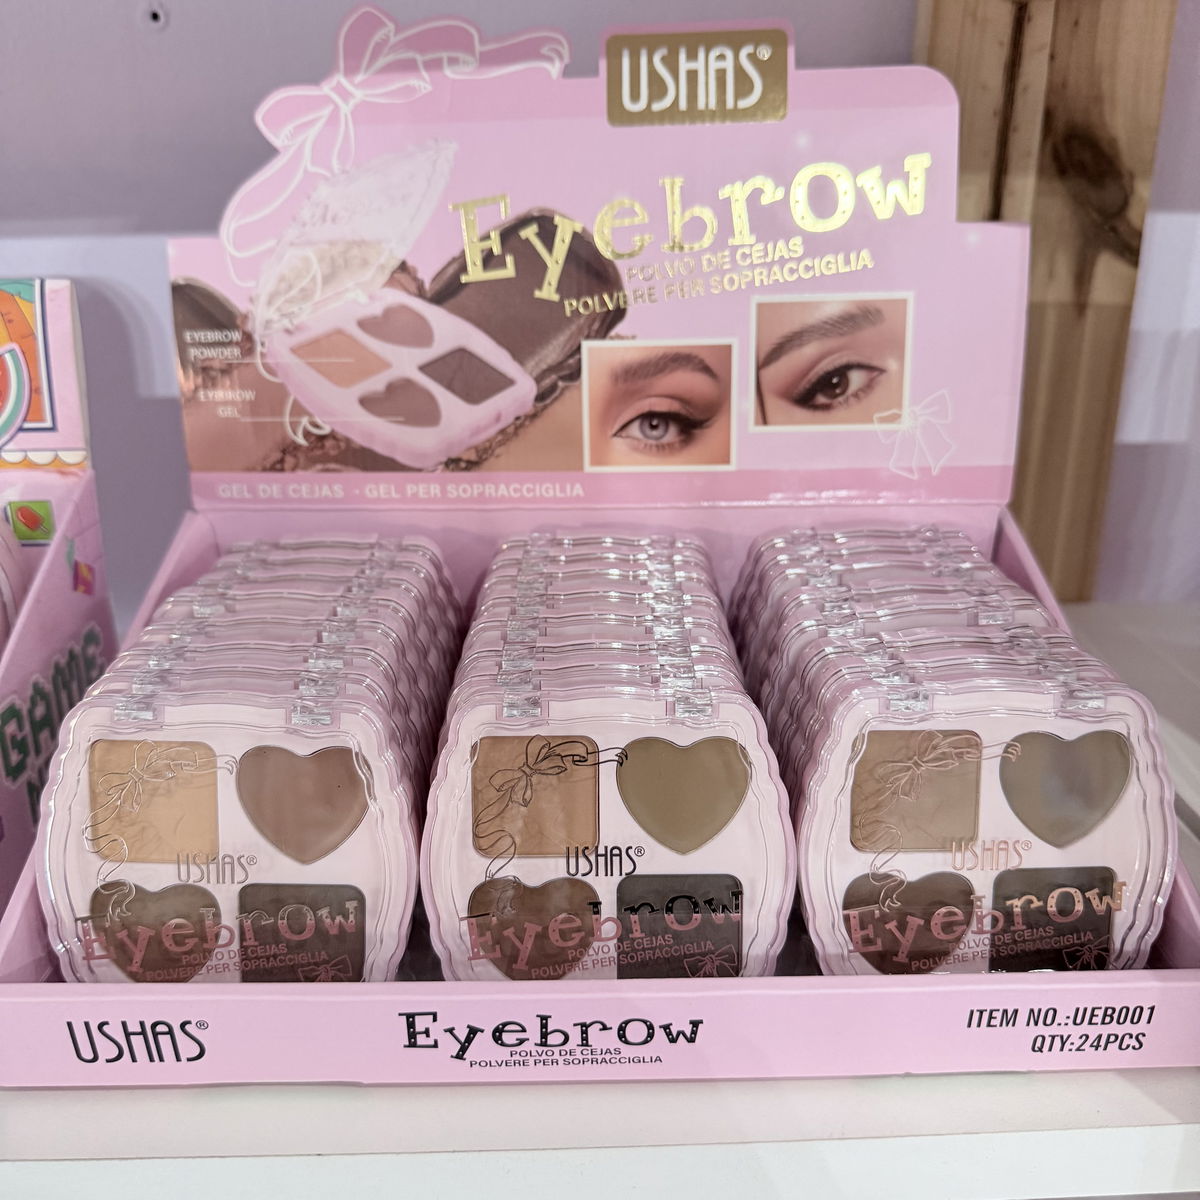 USHAS®
Eyebrow
POLVO DE CEJAS
POLVERE PER SOPRACCIGLIA
EYEBROW
POWDER
EYEBROW
GEL
GEL DE CEJAS · GEL PER SOPRACCIGLIA
GAME
USHAS®
Eyebrow
POLVO DE CEJAS
POLVERE PER SOPRACCIGLIA
USHAS®
Eyebrow
POLVO DE CEJAS
POLVERE PER SOPRACCIGLIA
USHAS®
Eyebrow
POLVO DE CEJAS
POLVERE PER SOPRACCIGLIA
USHAS®
Eyebrow
POLVO DE CEJAS
POLVERE PER SOPRACCIGLIA
ITEM NO.:UEB001
QTY:24PCS